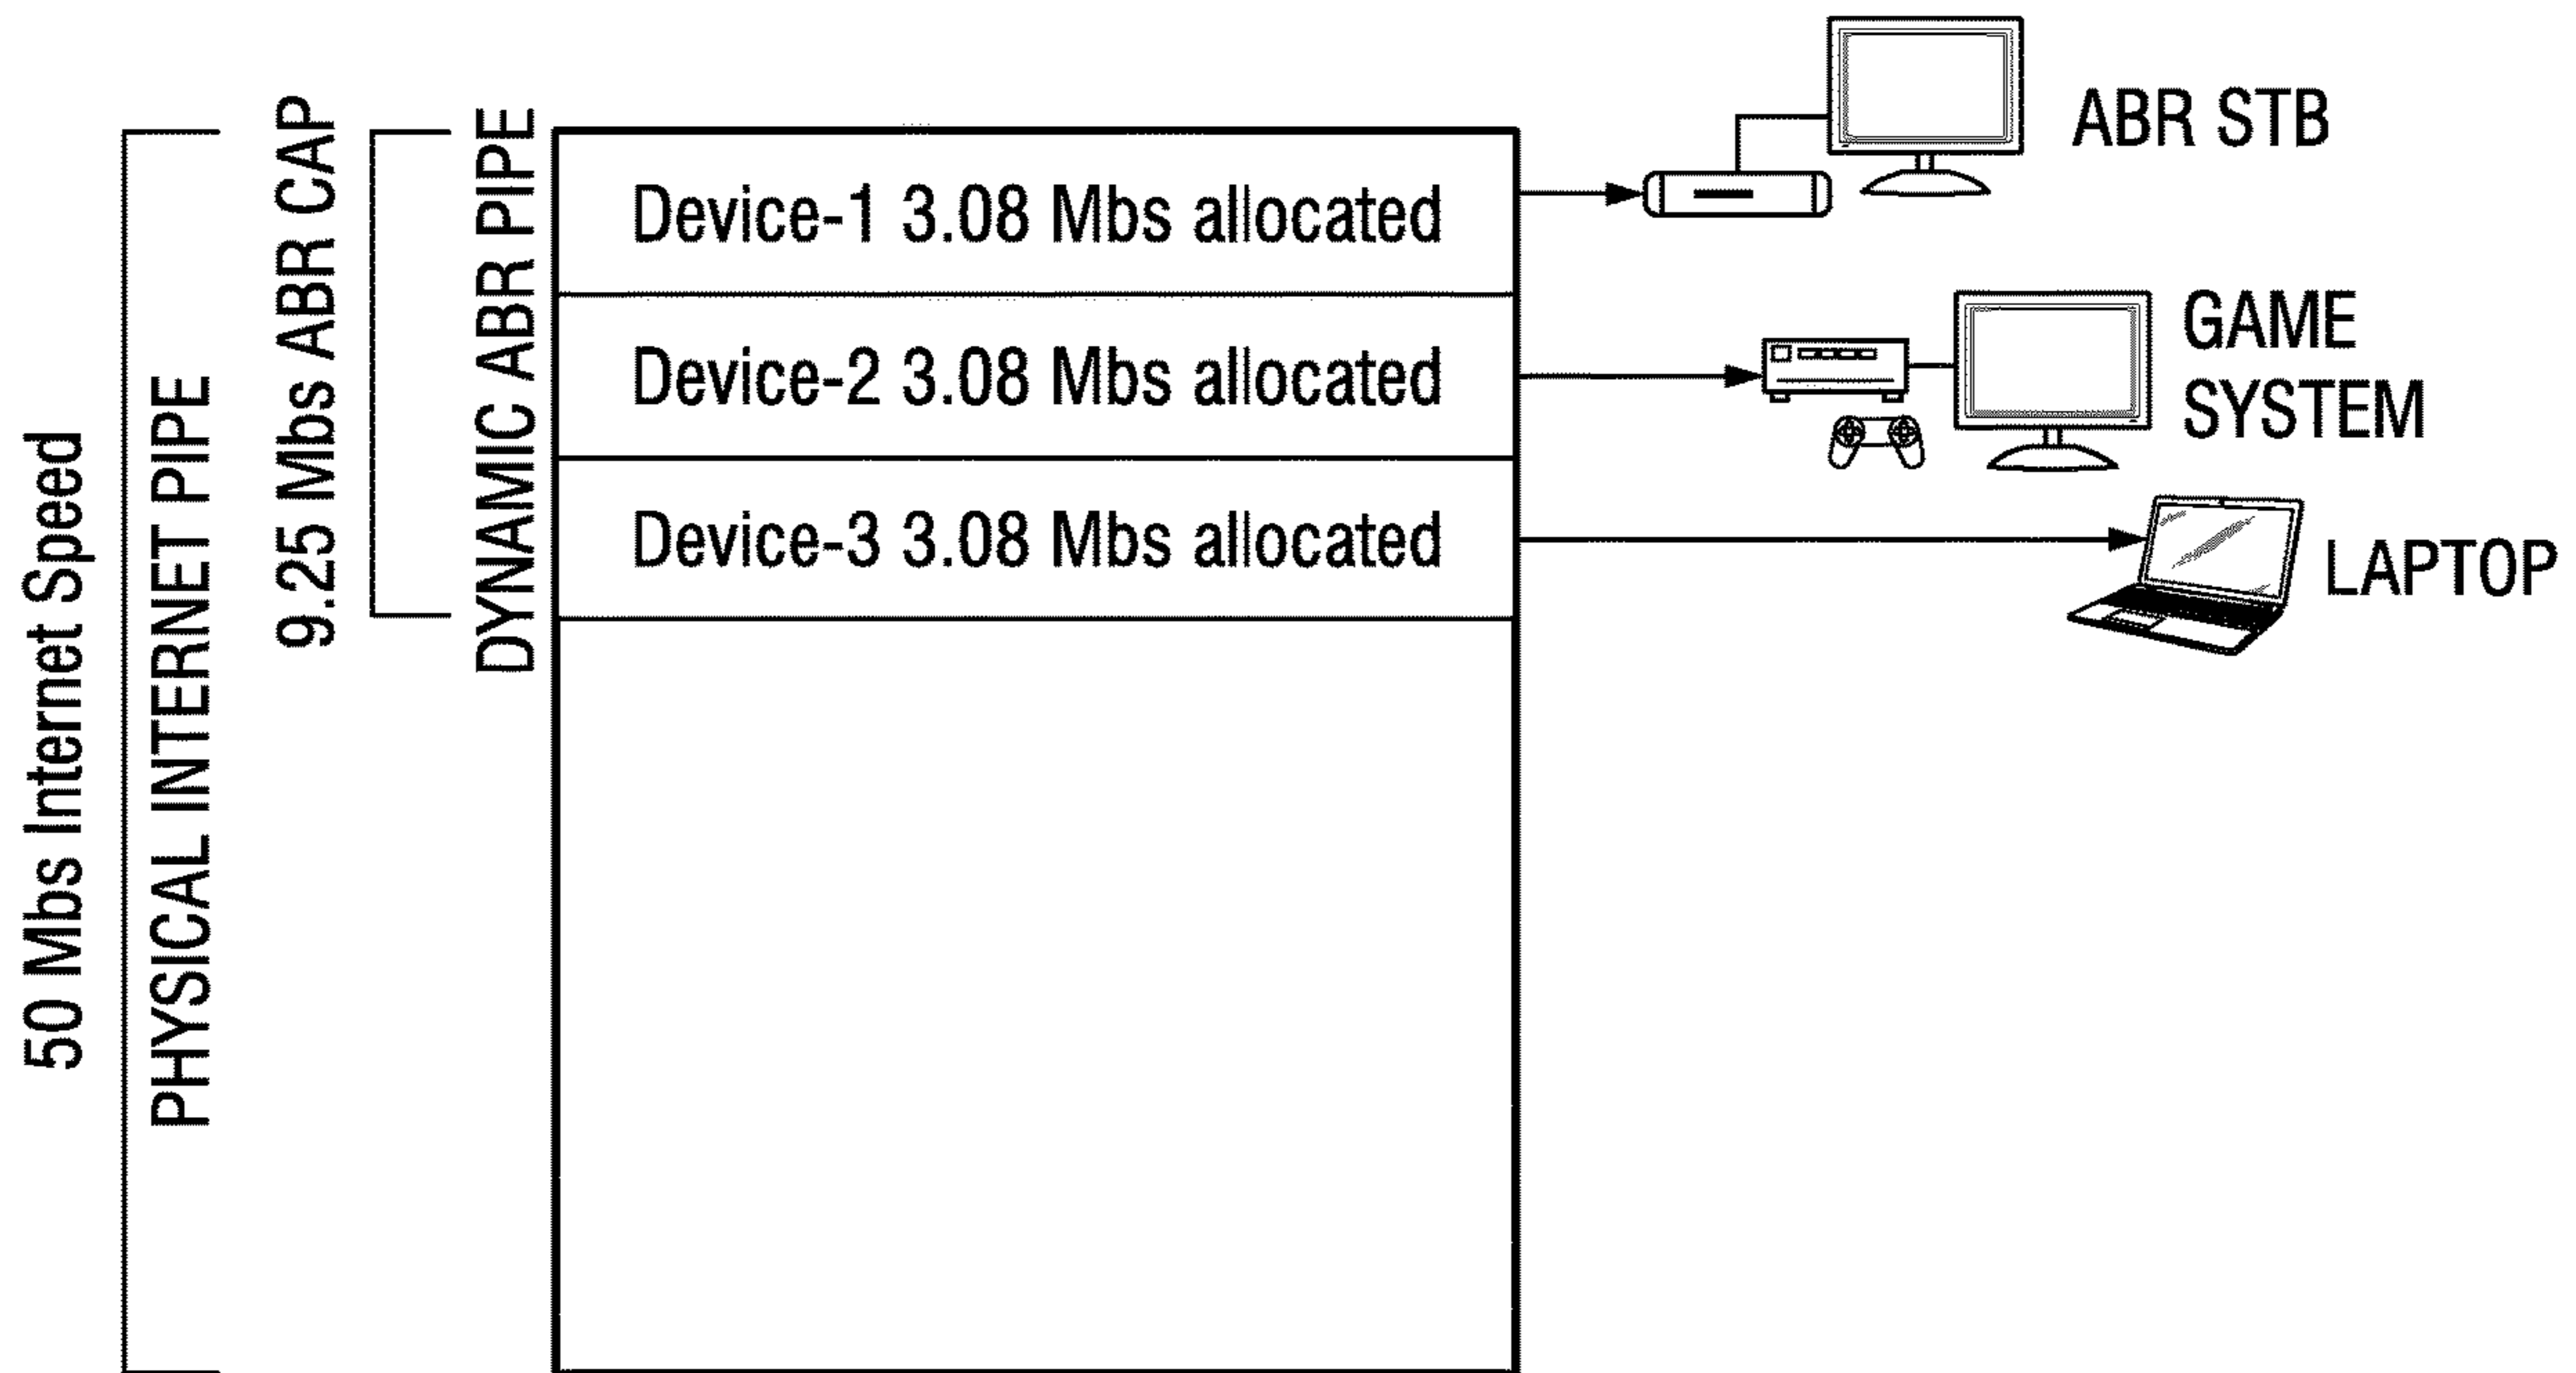 50 Mbs Internet Speed
PHYSICAL INTERNET PIPE
9.25 Mbs ABR CAP
DYNAMIC ABR PIPE
Device-1 3.08 Mbs allocated
Device-2 3.08 Mbs allocated
Device-3 3.08 Mbs allocated
ABR STB
GAME
SYSTEM
LAPTOP